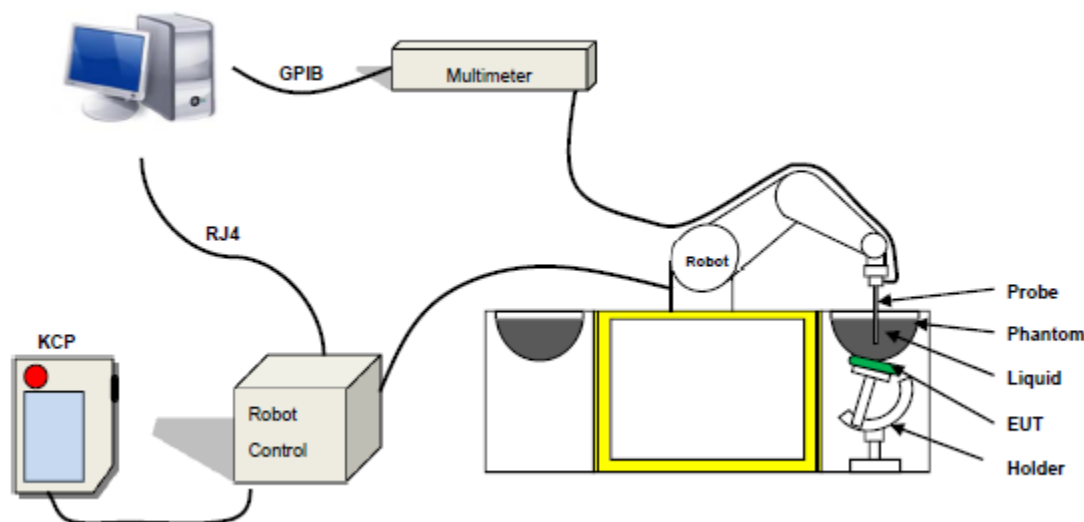 GPIB
Multimeter
RJ4
Robot
KCP
Robot
Control
Probe
Phantom
Liquid
EUT
Holder